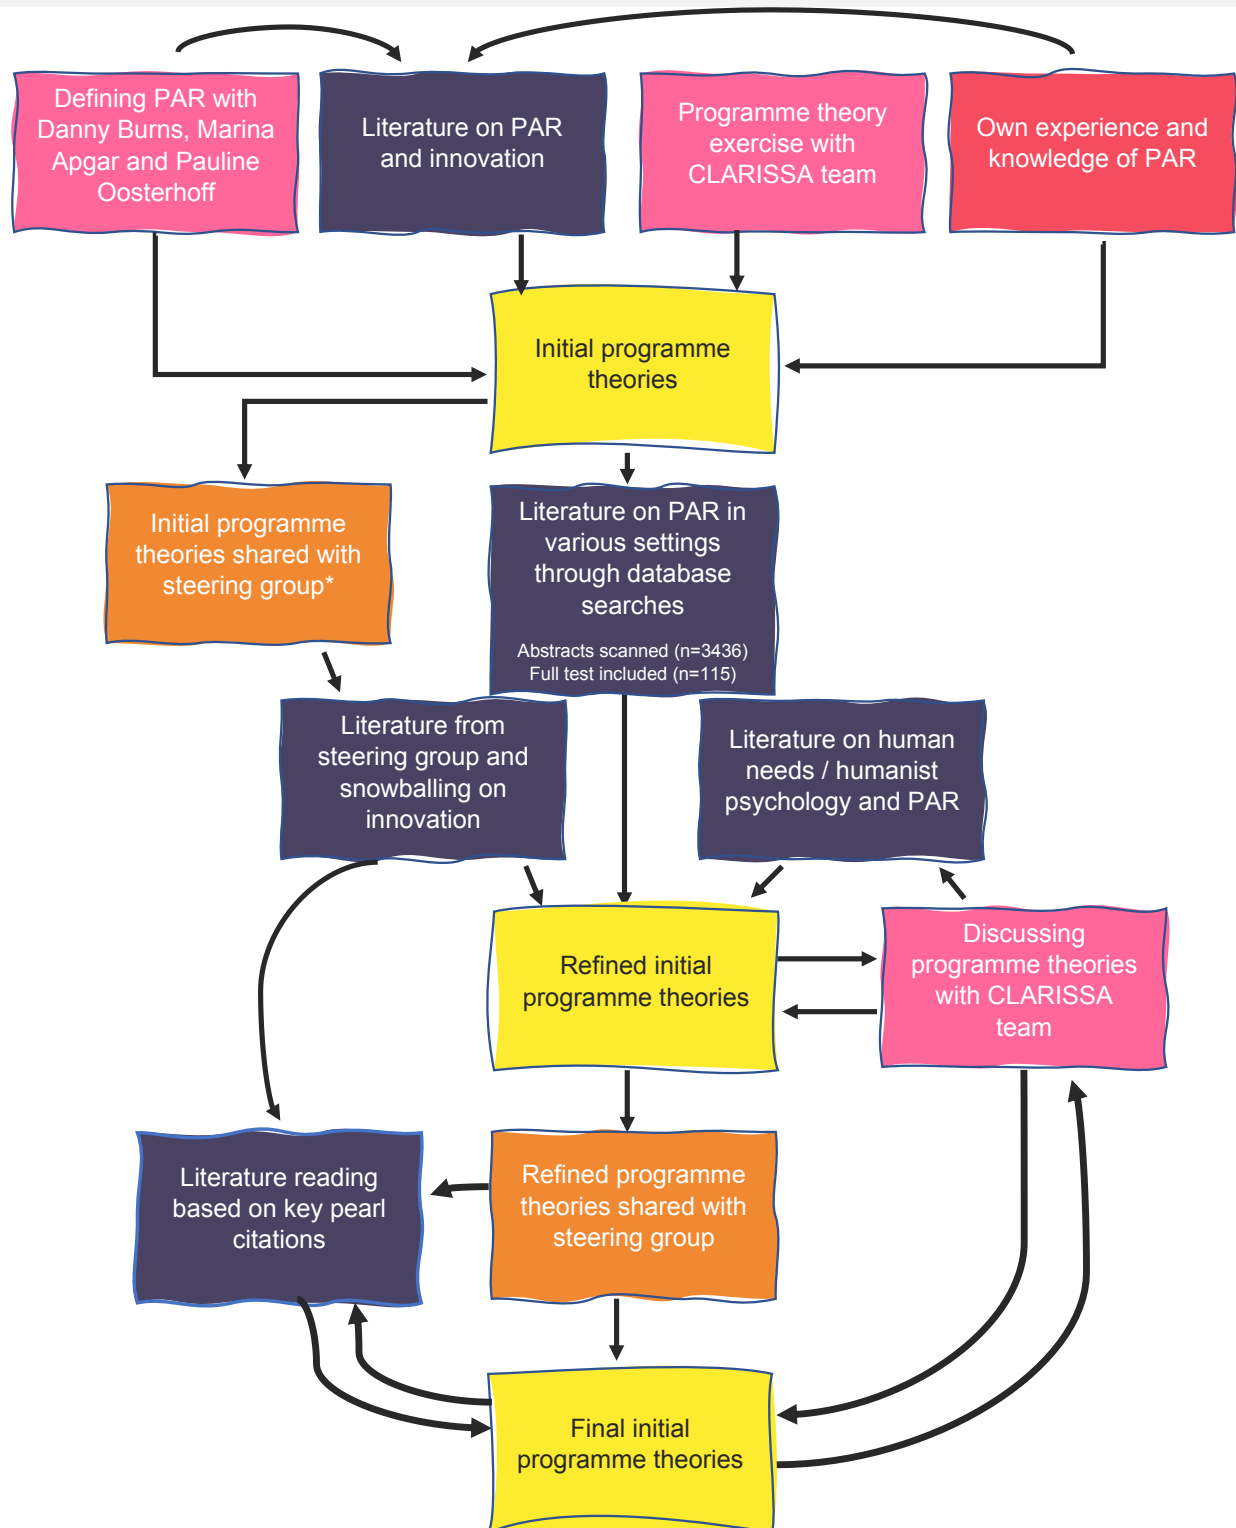 Defining PAR with
Danny Burns, Marina
Apgar and Pauline
Oosterhoff
Literature on PAR
and innovation
Programme theory
exercise with
CLARISSA team
Own experience and
knowledge of PAR
Initial programme
theories
Initial programme
theories shared with
steering group*
Literature on PAR in
various settings
through database
searches
Abstracts scanned (n=3436)
Full test included (n=115)
Literature from
steering group and
snowballing on
innovation
Literature on human
needs / humanist
psychology and PAR
Refined initial
programme theories
Discussing
programme theories
with CLARISSA
team
Literature reading
based on key pearl
citations
Refined programme
theories shared with
steering group
Final initial
programme theories